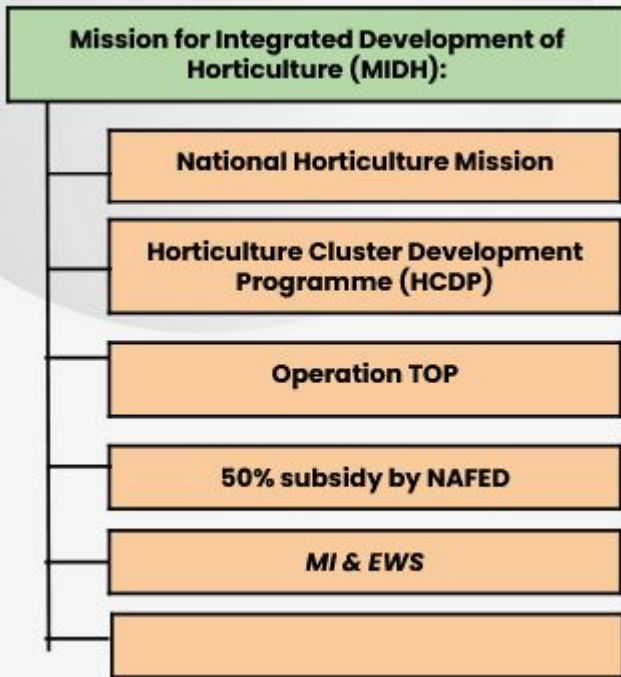 Mission for Integrated Development of
Horticulture (MIDH):
National Horticulture Mission
Horticulture Cluster Development
Programme (HCDP)
Operation TOP
50% subsidy by NAFED
MI & EWS